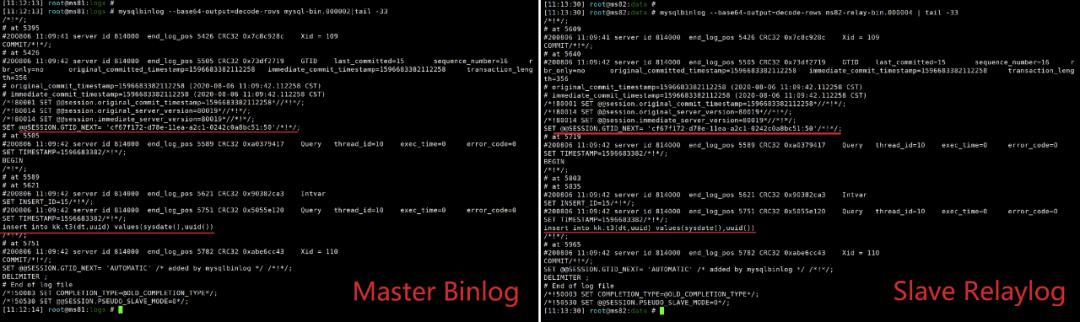 [11:12:13] root@ms81:logs #
[11:12:13] root@ms81:logs # mysqlbinlog --base64-output=decode-rows mysql-bin.000002|tail -33
/*!*/;
# at 5395
#200806 11:09:41 server id 814000 end_log_pos 5426 CRC32 0x7c8c928c Xid = 109
COMMIT/*!*/;
# at 5426
#200806 11:09:42 server id 814000 end_log_pos 5505 CRC32 0x73df2719 GTID last_committed=15 sequence_number=16 r
br_only=no original_committed_timestamp=1596683382112258 immediate_commit_timestamp=1596683382112258 transaction_leng
th=356
# original_commit_timestamp=1596683382112258 (2020-08-06 11:09:42.112258 CST)
# immediate_commit_timestamp=1596683382112258 (2020-08-06 11:09:42.112258 CST)
/*!80001 SET @@session.original_commit_timestamp=1596683382112258*//*!*/;
/*!80014 SET @@session.original_server_version=80019*//*!*/;
/*!80014 SET @@session.immediate_server_version=80019*//*!*/;
SET @@SESSION.GTID_NEXT= 'cf67f172-d78e-11ea-a2c1-0242c0a8bc51:50'/*!*/;
# at 5505
#200806 11:09:42 server id 814000 end_log_pos 5589 CRC32 0xa0379417 Query thread_id=10 exec_time=0 error_code=0
SET TIMESTAMP=1596683382/*!*/;
BEGIN
/*!*/;
# at 5589
# at 5621
#200806 11:09:42 server id 814000 end_log_pos 5621 CRC32 0x90382ca3 Intvar
SET INSERT_ID=15/*!*/;
#200806 11:09:42 server id 814000 end_log_pos 5751 CRC32 0x5055e120 Query thread_id=10 exec_time=0 error_code=0
SET TIMESTAMP=1596683382/*!*/;
insert into kk.t3(dt,uuid) values(sysdate(),uuid())
/*!*/;
# at 5751
#200806 11:09:42 server id 814000 end_log_pos 5782 CRC32 0xabe6cc43 Xid = 110
COMMIT/*!*/;
SET @@SESSION.GTID_NEXT= 'AUTOMATIC' /* added by mysqlbinlog */ /*!*/;
DELIMITER ;
# End of log file
/*!50003 SET COMPLETION_TYPE=@OLD_COMPLETION_TYPE*/;
/*!50530 SET @@SESSION.PSEUDO_SLAVE_MODE=0*/;
[11:12:14] root@ms81:logs #
Master Binlog
[11:13:30] root@ms82:data #
[11:13:30] root@ms82:data # mysqlbinlog --base64-output=decode-rows ms82-relay-bin.000004 | tail -33
/*!*/;
# at 5609
#200806 11:09:41 server id 814000 end_log_pos 5426 CRC32 0x7c8c928c Xid = 109
COMMIT/*!*/;
# at 5640
#200806 11:09:42 server id 814000 end_log_pos 5505 CRC32 0x73df2719 GTID last_committed=15 sequence_number=16 r
br_only=no original_committed_timestamp=1596683382112258 immediate_commit_timestamp=1596683382112258 transaction_leng
th=356
# original_commit_timestamp=1596683382112258 (2020-08-06 11:09:42.112258 CST)
# immediate_commit_timestamp=1596683382112258 (2020-08-06 11:09:42.112258 CST)
/*!80001 SET @@session.original_commit_timestamp=1596683382112258*//*!*/;
/*!80014 SET @@session.original_server_version=80019*//*!*/;
/*!80014 SET @@session.immediate_server_version=80019*//*!*/;
SET @@SESSION.GTID_NEXT= 'cf67f172-d78e-11ea-a2c1-0242c0a8bc51:50'/*!*/;
# at 5719
#200806 11:09:42 server id 814000 end_log_pos 5589 CRC32 0xa0379417 Query thread_id=10 exec_time=0 error_code=0
SET TIMESTAMP=1596683382/*!*/;
BEGIN
/*!*/;
# at 5803
# at 5835
#200806 11:09:42 server id 814000 end_log_pos 5621 CRC32 0x90382ca3 Intvar
SET INSERT_ID=15/*!*/;
#200806 11:09:42 server id 814000 end_log_pos 5751 CRC32 0x5055e120 Query thread_id=10 exec_time=0 error_code=0
SET TIMESTAMP=1596683382/*!*/;
insert into kk.t3(dt,uuid) values(sysdate(),uuid())
/*!*/;
# at 5965
#200806 11:09:42 server id 814000 end_log_pos 5782 CRC32 0xabe6cc43 Xid = 110
COMMIT/*!*/;
SET @@SESSION.GTID_NEXT= 'AUTOMATIC' /* added by mysqlbinlog */ /*!*/;
DELIMITER ;
# End of log file
/*!50003 SET COMPLETION_TYPE=@OLD_COMPLETION_TYPE*/;
/*!50530 SET @@SESSION.PSEUDO_SLAVE_MODE=0*/;
[11:13:30] root@ms82:data #
Slave Relaylog